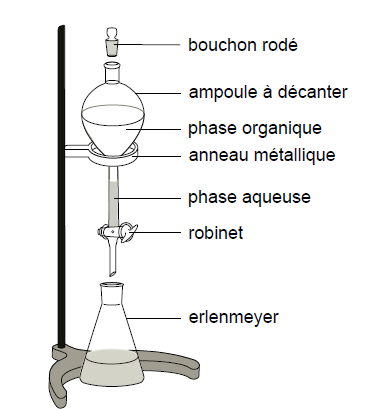 bouchon rodé
ampoule à décanter
phase organique
anneau métallique
phase aqueuse
robinet
erlenmeyer